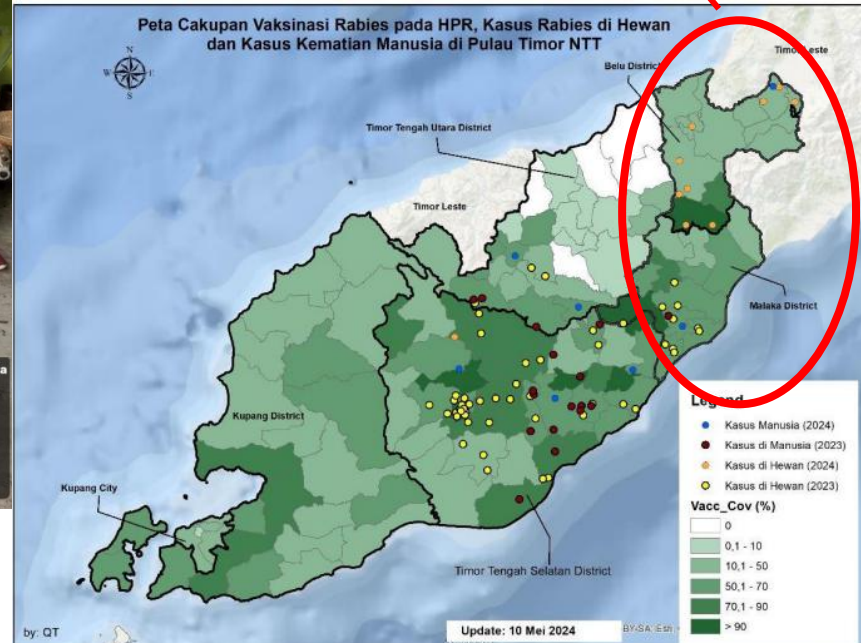 Peta Cakupan Vaksinasi Rabies pada HPR, Kasus Rabies di Hewan
dan Kasus Kematian Manusia di Pulau Timor NTT
N
W E
S
Timor Leste
Belu District
Timor Tengah Utara District
Timor Leste
Malaka District
Kupang District
Kupang City
Timor Tengah Selatan District
Legend
Kasus Manusia (2024)
Kasus di Manusia (2023)
Kasus di Hewan (2024)
Kasus di Hewan (2023)
Vacc_Cov (%)
0
0,1 - 10
10,1 - 50
50,1 - 70
70,1 - 90
> 90
by: QT
Update: 10 Mei 2024
BY-SA, Esri